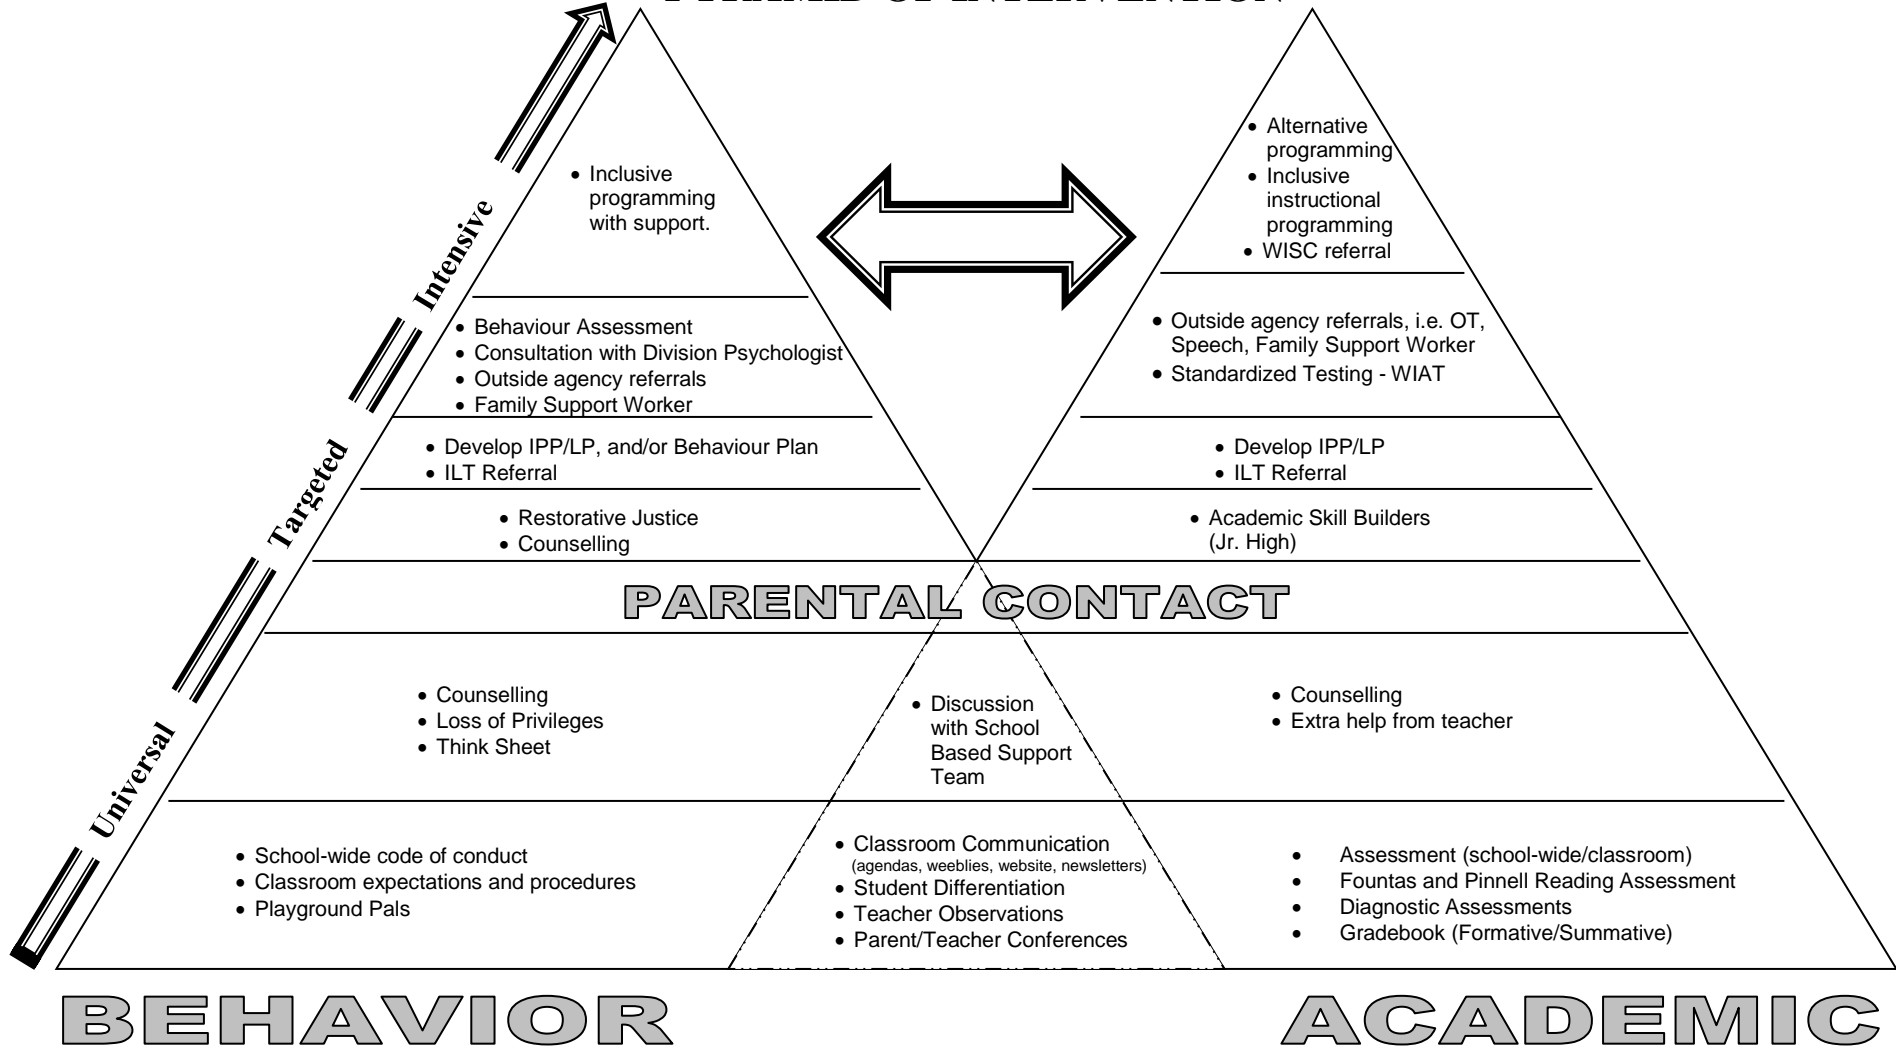 PYRAMID OF INTERVENTION
Intensive
Targeted
Universal
• Inclusive
programming
with support.
• Behaviour Assessment
• Consultation with Division Psychologist
• Outside agency referrals
• Family Support Worker
• Develop IPP/LP, and/or Behaviour Plan
• ILT Referral
• Restorative Justice
• Counselling
• Alternative
programming
• Inclusive
instructional
programming
• WISC referral
• Outside agency referrals, i.e. OT,
Speech, Family Support Worker
• Standardized Testing - WIAT
• Develop IPP/LP
• ILT Referral
• Academic Skill Builders
(Jr. High)
PARENTAL CONTACT
• Counselling
• Loss of Privileges
• Think Sheet
• Discussion
with School
Based Support
Team
• Counselling
• Extra help from teacher
• School-wide code of conduct
• Classroom expectations and procedures
• Playground Pals
• Classroom Communication
(agendas, weeblies, website, newsletters)
• Student Differentiation
• Teacher Observations
• Parent/Teacher Conferences
• Assessment (school-wide/classroom)
• Fountas and Pinnell Reading Assessment
• Diagnostic Assessments
• Gradebook (Formative/Summative)
BEHAVIOR
ACADEMIC